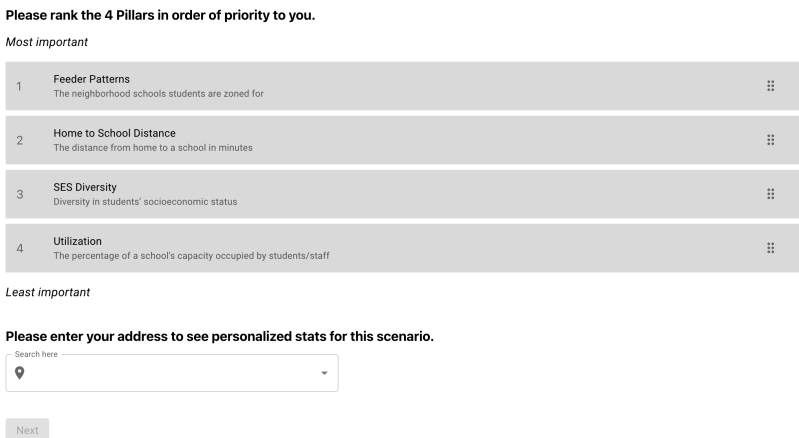 Please rank the 4 Pillars in order of priority to you.
Most important
1
Feeder Patterns
The neighborhood schools students are zoned for
2
Home to School Distance
The distance from home to a school in minutes
3
SES Diversity
Diversity in students' socioeconomic status
4
Utilization
The percentage of a school's capacity occupied by students/staff
Least important
Please enter your address to see personalized stats for this scenario.
Search here
Next